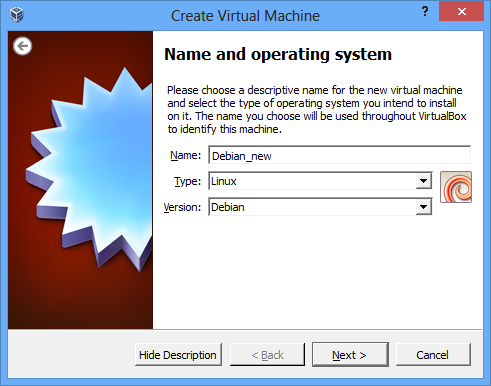 Create Virtual Machine
?
Name and operating system
Please choose a descriptive name for the new virtual machine
and select the type of operating system you intend to install
on it. The name you choose will be used throughout VirtualBox
to identify this machine.
Name: Debian_new
Type: Linux
Version: Debian
Hide Description < Back Next > Cancel